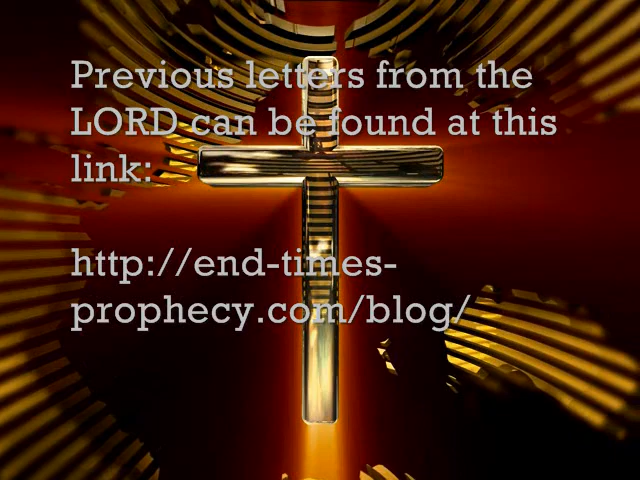 Previous letters from the
LORD can be found at this
link:
http://end-times-
prophecy.com/blog/